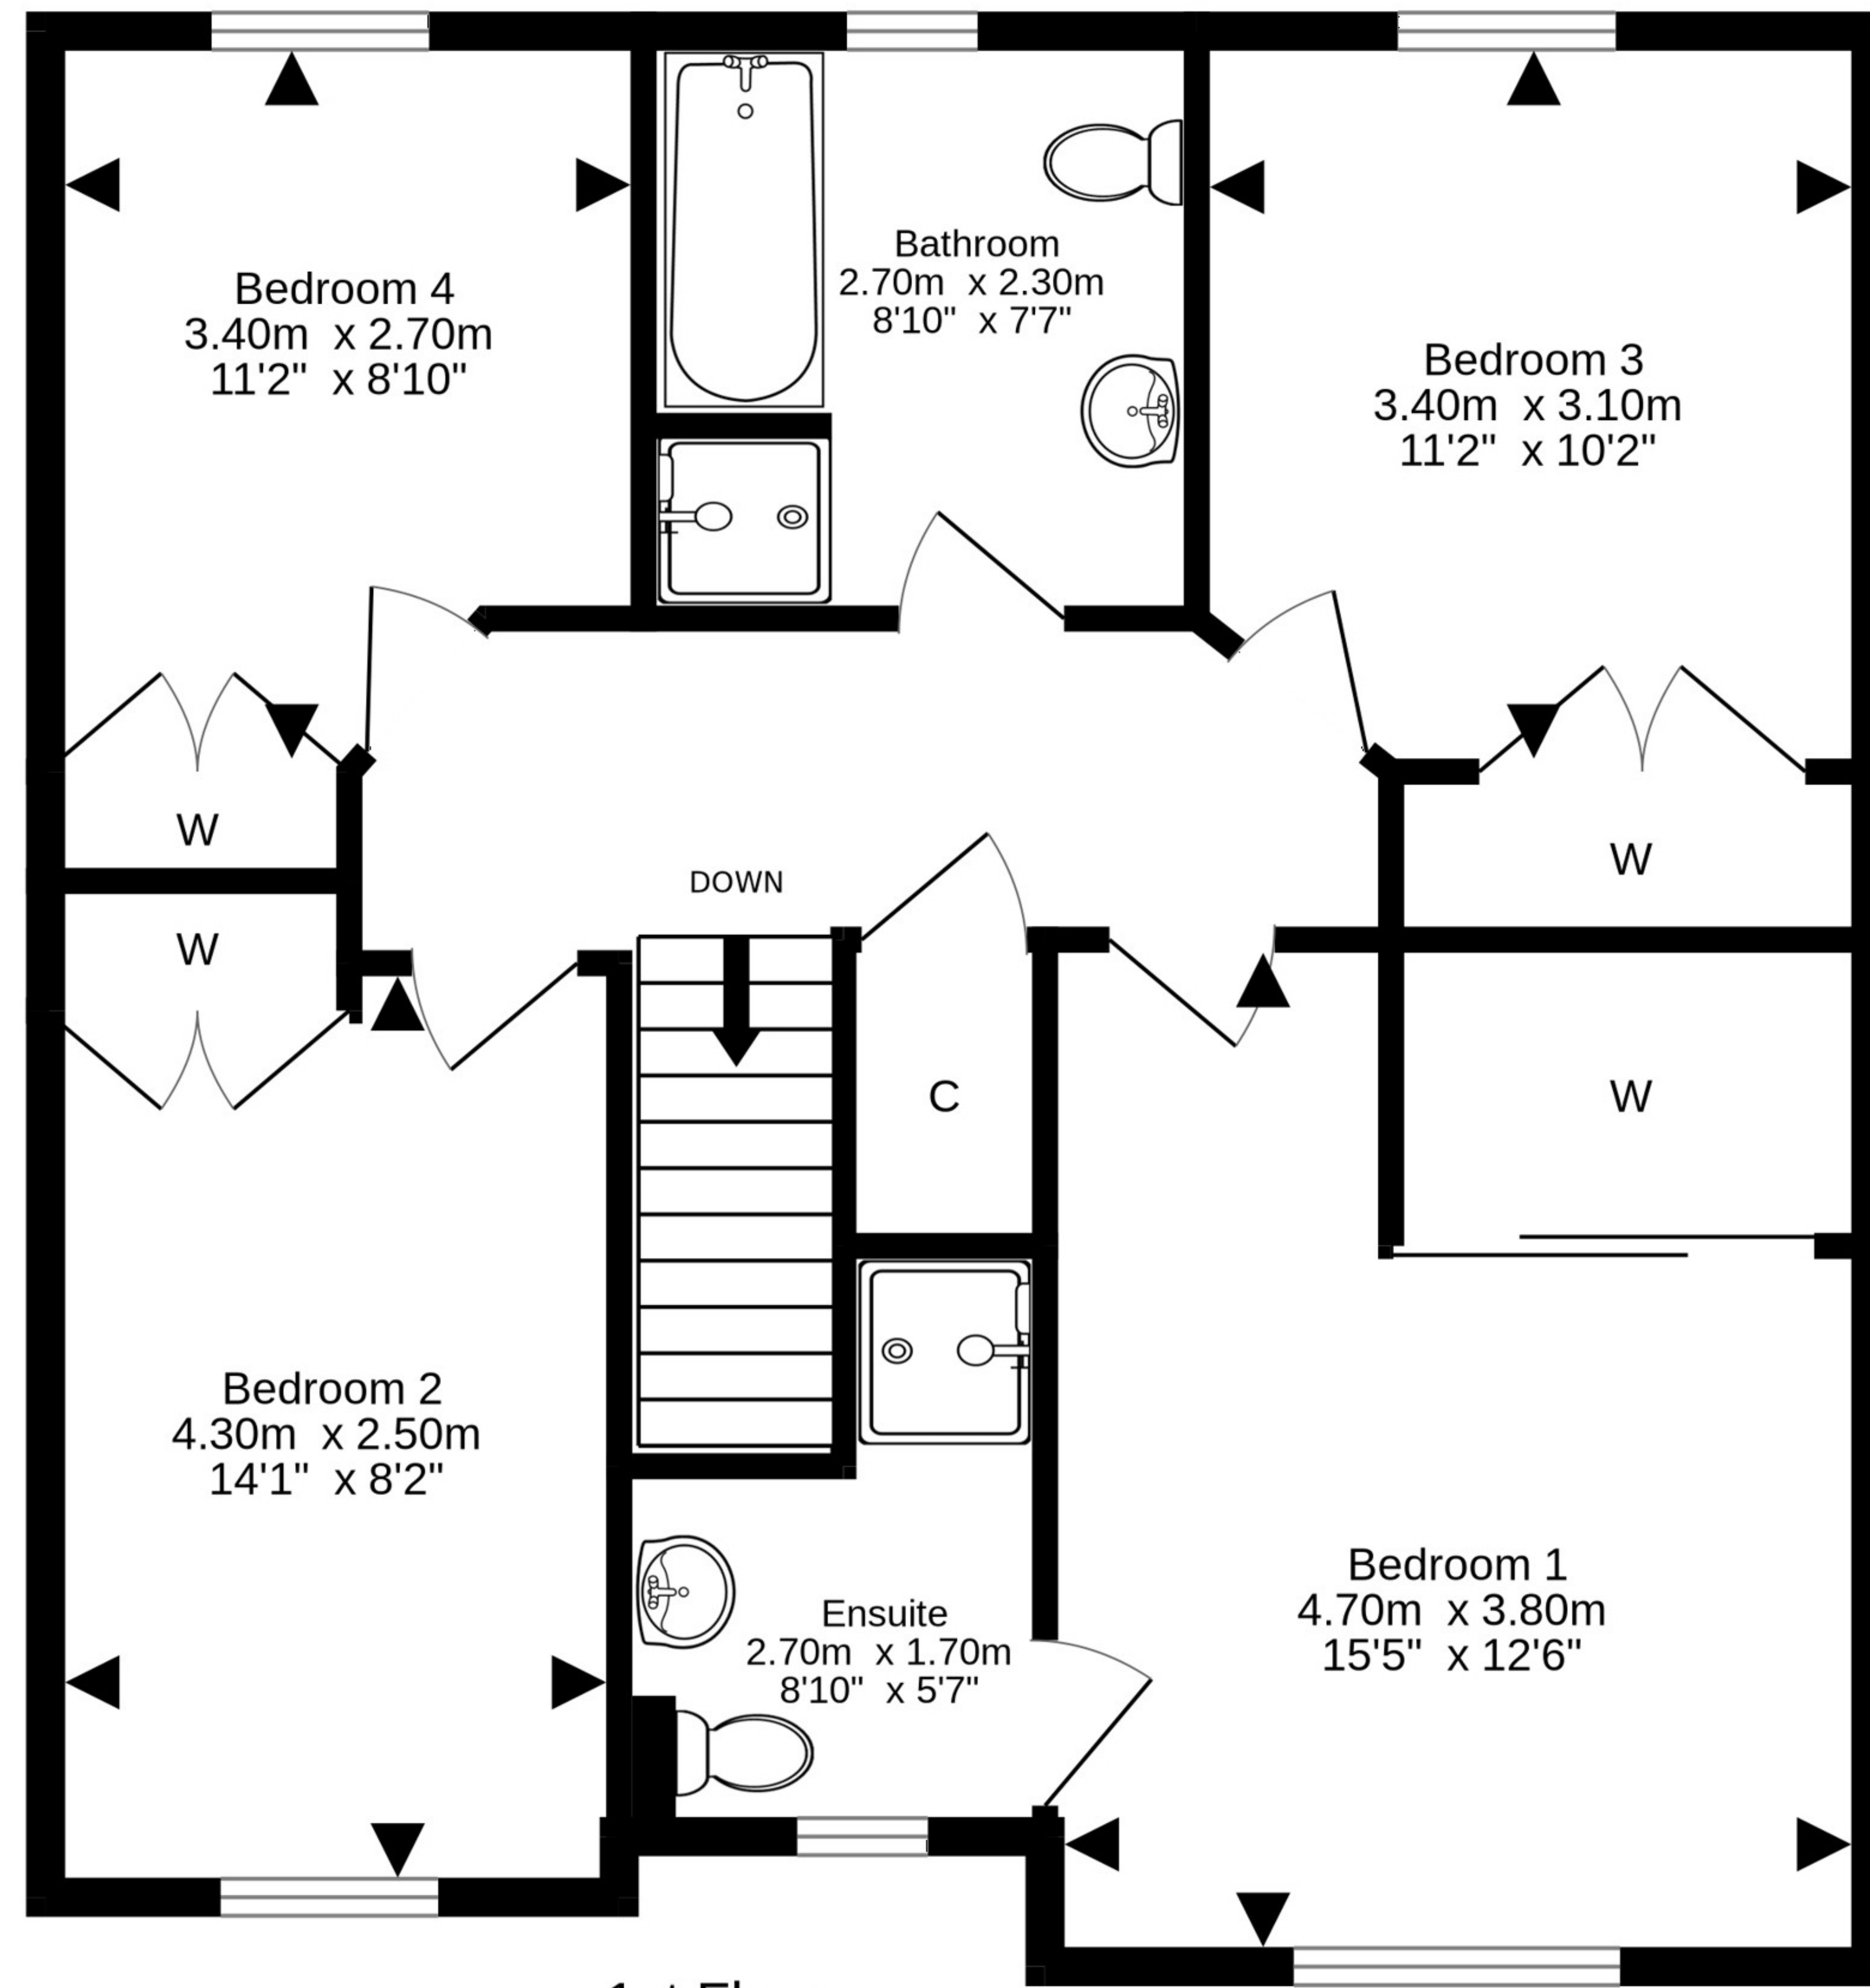 Bathroom
2.70m x 2.30m
8'10" x 7'7"
Bedroom 4
3.40m x 2.70m
11'2" x 8'10"
Bedroom 3
3.40m x 3.10m
11'2" x 10'2"
W
W
DOWN
W
C
W
Bedroom 2
4.30m x 2.50m
14'1" x 8'2"
Bedroom 1
4.70m x 3.80m
15'5" x 12'6"
Ensuite
2.70m x 1.70m
8'10" x 5'7"